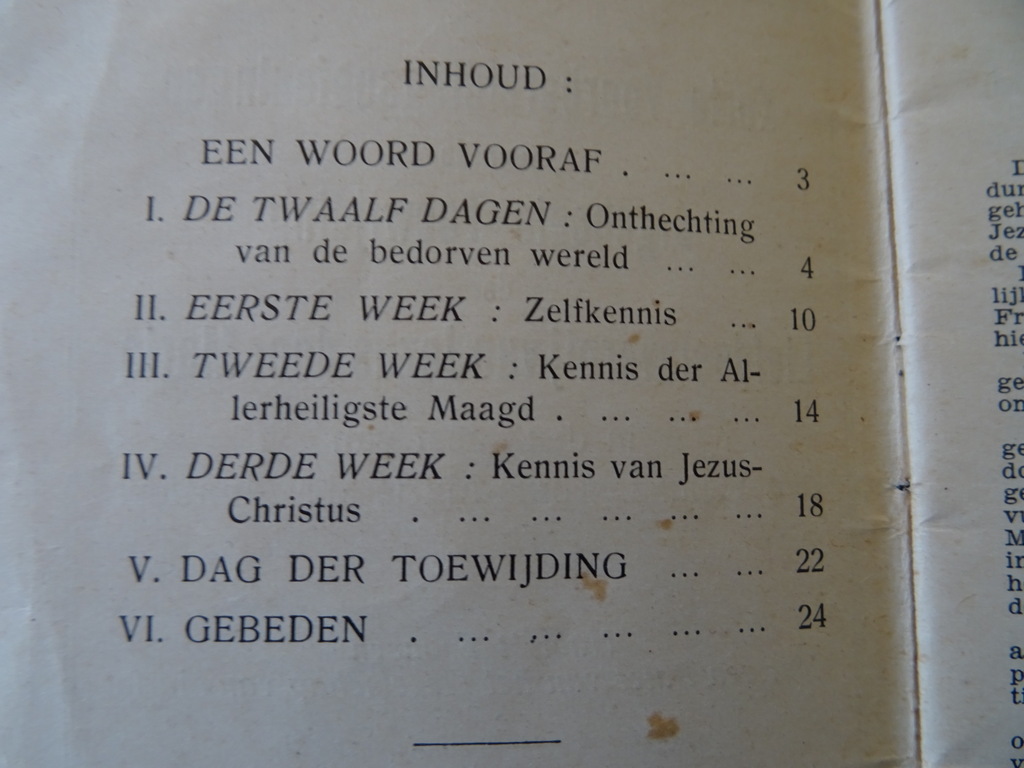 INHOUD :
EEN WOORD VOORAF . ... ... 3
I. DE TWAALF DAGEN : Onthechting
van de bedorven wereld ... ... 4
II. EERSTE WEEK : Zelfkennis ... 10
III. TWEEDE WEEK : Kennis der Al-
lerheiligste Maagd . ... ... ... 14
IV. DERDE WEEK : Kennis van Jezus-
Christus . ... ... ... ... ... 18
V. DAG DER TOEWIJDING ... ... 22
VI. GEBEDEN . ... ... ... ... ... 24
de